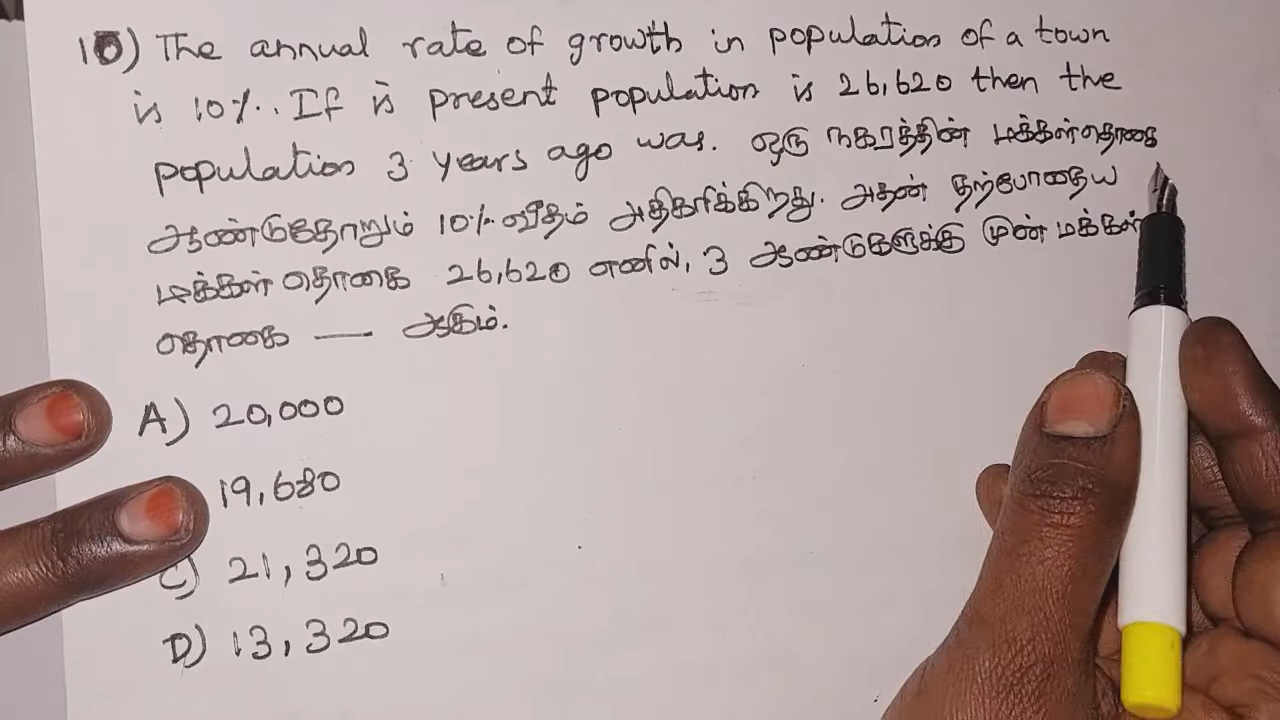 10) The annual rate of growth in population of a town
is 10%. If is present population is 26,620 then the
population 3 years ago was. ஒரு நகரத்தின் மக்கள்தொகை
ஆண்டுதோறும் 10% வீதம் அதிகரிக்கிறது. அதன் தற்போதைய
மக்கள் தொகை 26,620 எனில், 3 ஆண்டுகளுக்கு முன் மக்கள்
தொகை — ஆகும்.
A) 20,000
19,680
C) 21,320
D) 13,320